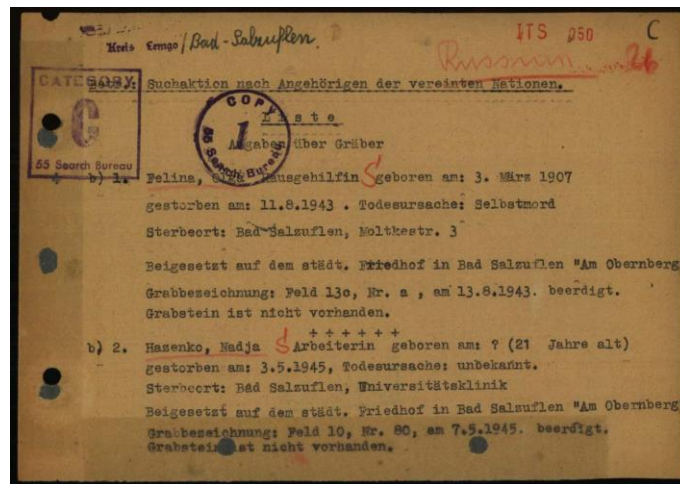 ITS 050 C
Kreis Lemgo / Bad-Salzuflen.
Russian 26
CATEGORY
C
55 Search Bureau
Betr.: Suchaktion nach Angehörigen der vereinten Nationen.
COPY
1
55 Search Bureau
Liste
Angaben über Gräber
b) 1. Felina, Olga Hausgehilfin geboren am: 3. März 1907
gestorben am: 11.8.1943 . Todesursache: Selbstmord
Sterbeort: Bad Salzuflen, Moltkestr. 3
Beigesetzt auf dem städt. Friedhof in Bad Salzuflen "Am Obernberg
Grabbezeichnung: Feld 13c, Nr. a , am 13.8.1943. beerdigt.
Grabstein ist nicht vorhanden.
+ + + + + +
b) 2. Hazenko, Nadja Arbeiterin geboren am: ? (21 Jahre alt)
gestorben am: 3.5.1945, Todesursache: unbekannt.
Sterbeort: Bad Salzuflen, Universitätsklinik
Beigesetzt auf dem städt. Friedhof in Bad Salzuflen "Am Obernberg
Grabbezeichnung: Feld 10, Nr. 80, am 7.5.1945. beerdigt.
Grabstein ist nicht vorhanden.